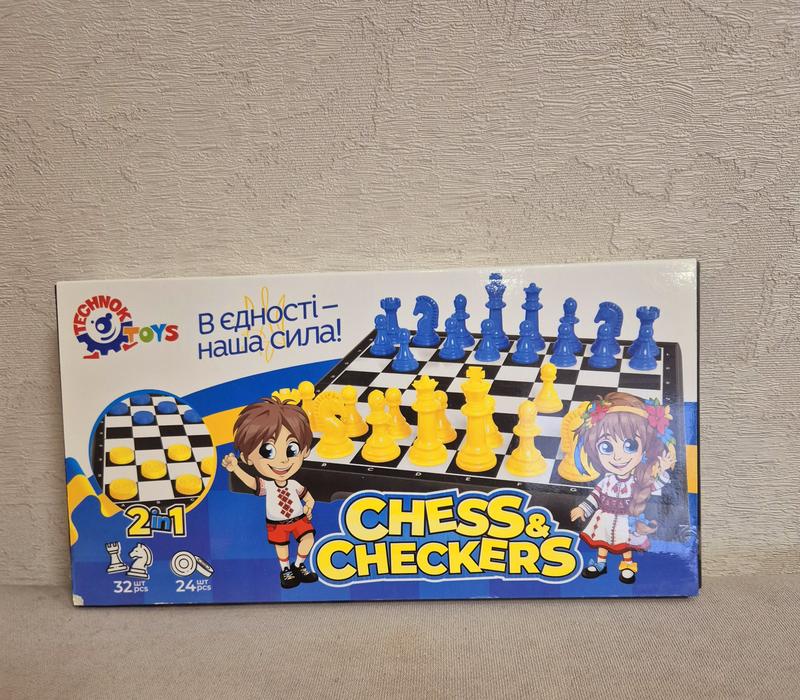 TECHNOK
TOYS
В єдності –
наша сила!
2in1
32 шт
pcs
24 шт
pcs
CHESS &
CHECKERS